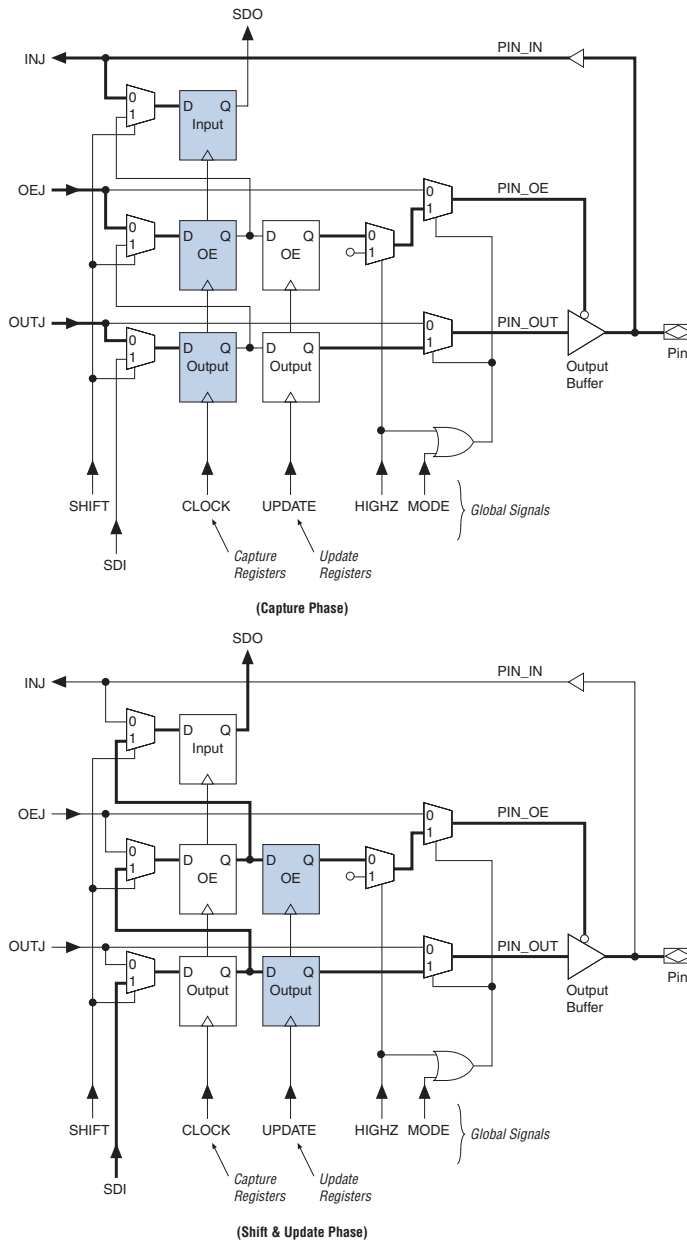 SDO
INJ
PIN_IN
0
1
D Q
Input
OEJ
0
1
PIN_OE
0
1
D Q
OE
D Q
OE
0
1
OUTJ
0
1
PIN_OUT
0
1
D Q
Output
D Q
Output
Pin
Output
Buffer
SHIFT
CLOCK
UPDATE
HIGHZ
MODE
Global Signals
SDI
Capture
Registers
Update
Registers
(Capture Phase)
SDO
INJ
PIN_IN
0
1
D Q
Input
OEJ
0
1
PIN_OE
0
1
D Q
OE
D Q
OE
0
1
OUTJ
0
1
PIN_OUT
0
1
D Q
Output
D Q
Output
Pin
Output
Buffer
SHIFT
CLOCK
UPDATE
HIGHZ
MODE
Global Signals
SDI
Capture
Registers
Update
Registers
(Shift & Update Phase)